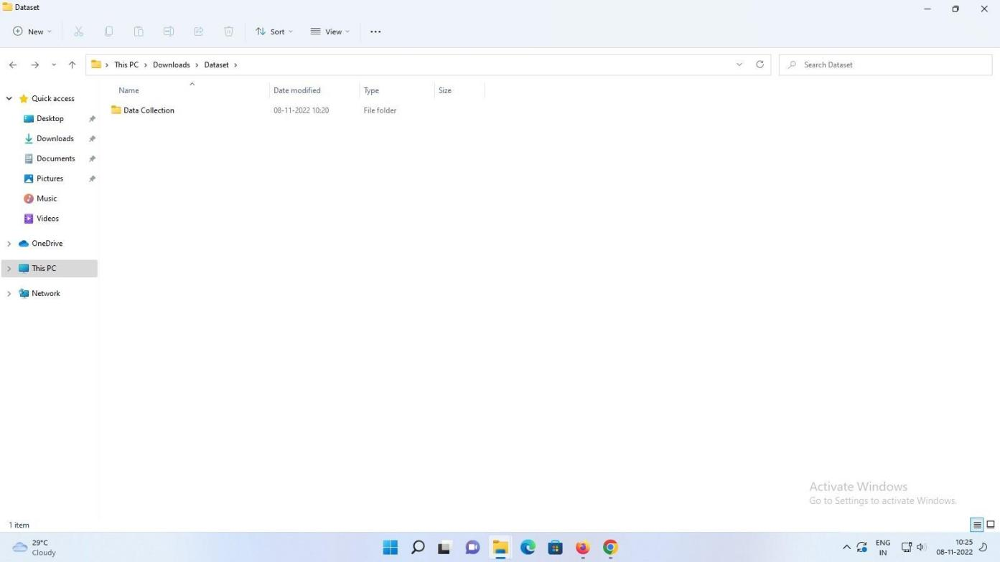 Dataset
New
Sort
View
This PC
Downloads
Dataset
Search Dataset
Name
Date modified
Type
Size
Data Collection
08-11-2022 10:20
File folder
Quick access
Desktop
Downloads
Documents
Pictures
Music
Videos
OneDrive
This PC
Network
Activate Windows
Go to Settings to activate Windows.
1 item
29°C
Cloudy
ENG
IN
10:25
08-11-2022